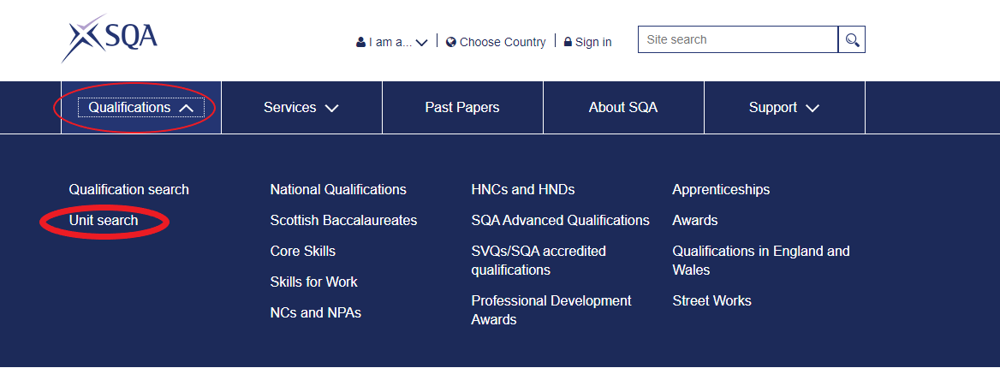 SQA
I am a... Choose Country Sign in Site search
Qualifications Services Past Papers About SQA Support
Qualification search
Unit search
National Qualifications
Scottish Baccalaureates
Core Skills
Skills for Work
NCs and NPAs
HNCs and HNDs
SQA Advanced Qualifications
SVQs/SQA accredited
qualifications
Professional Development
Awards
Apprenticeships
Awards
Qualifications in England and
Wales
Street Works